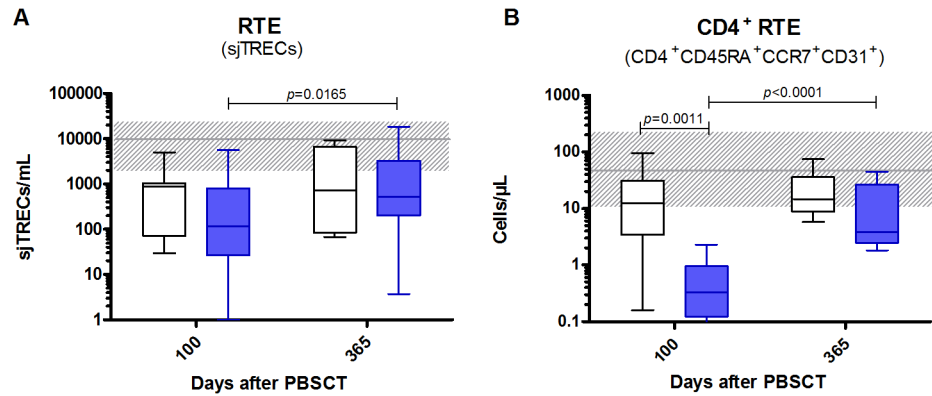 A
RTE
(sjTRECs)
p=0.0165
100000
10000
1000
100
10
1
sjTRECs/mL
100
365
Days after PBSCT
B
CD4⁺ RTE
(CD4⁺CD45RA⁺CCR7⁺CD31⁺)
p<0.0001
p=0.0011
1000
100
10
1
0.1
Cells/µL
100
365
Days after PBSCT